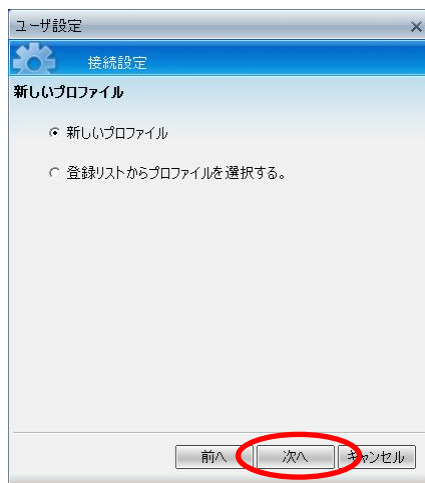 ユーザ設定
接続設定
新しいプロファイル
新しいプロファイル
登録リストからプロファイルを選択する。
前へ 次へ キャンセル